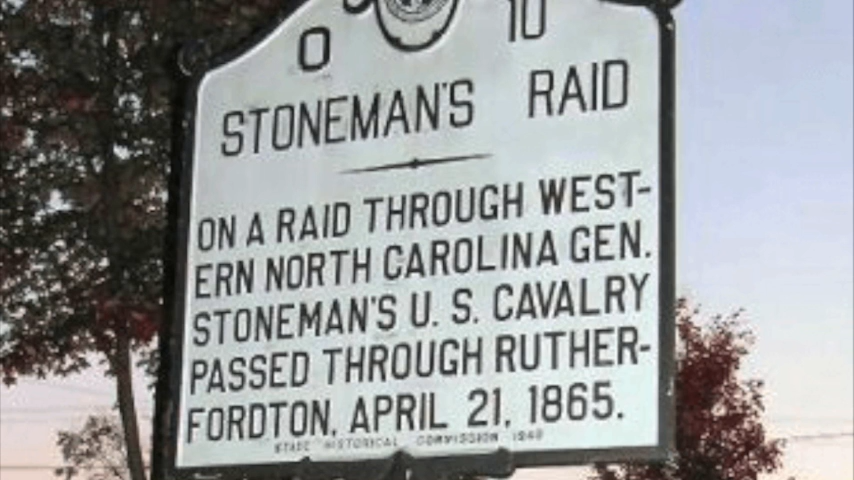 O 10
STONEMAN'S RAID
ON A RAID THROUGH WEST-
ERN NORTH CAROLINA GEN.
STONEMAN'S U. S. CAVALRY
PASSED THROUGH RUTHER-
FORDTON, APRIL 21, 1865.
STATE HISTORICAL COMMISSION 1940